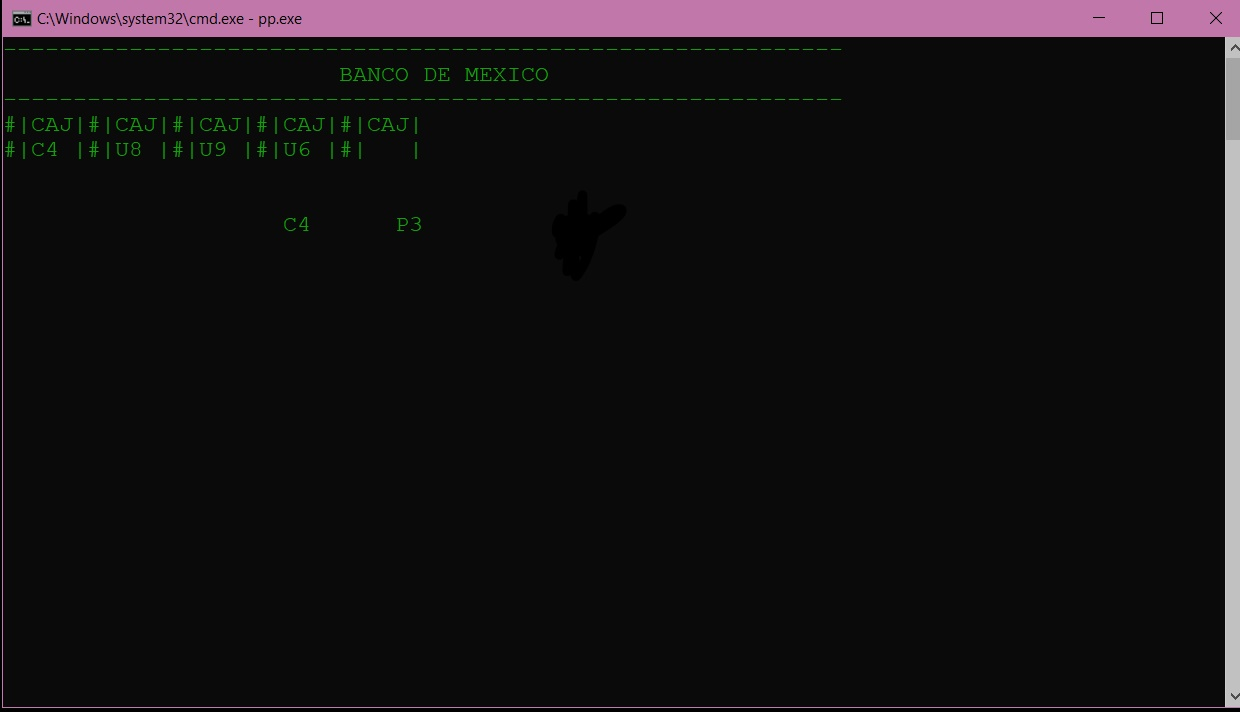 C:\Windows\system32\cmd.exe - pp.exe
------------------------------------------------------------
BANCO DE MEXICO
------------------------------------------------------------
#|CAJ|#|CAJ|#|CAJ|#|CAJ|#|CAJ|
#|C4 |#|U8 |#|U9 |#|U6 |#|   |
C4      P3